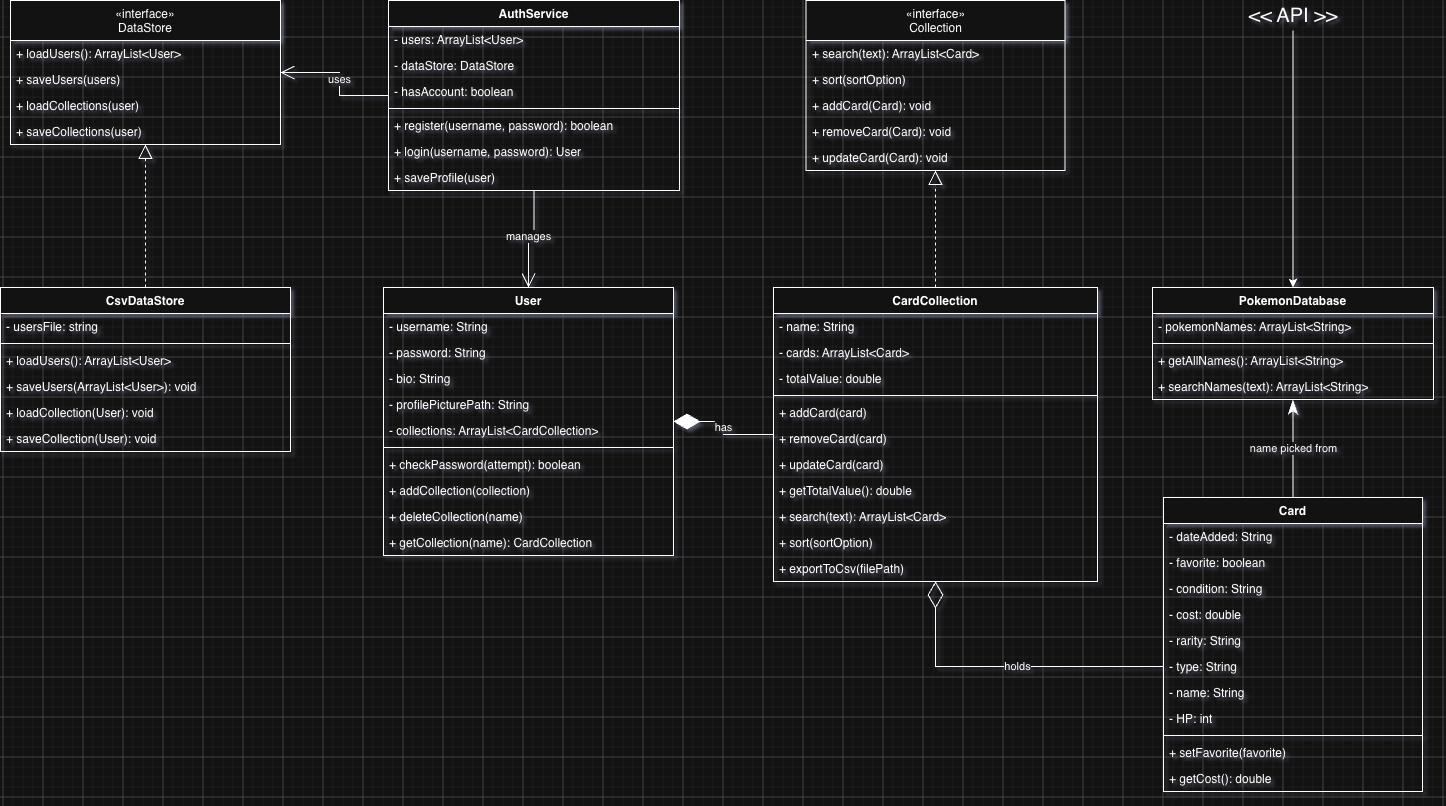 «interface»
DataStore
+ loadUsers(): ArrayList<User>
+ saveUsers(users)
+ loadCollections(user)
+ saveCollections(user)
uses
AuthService
- users: ArrayList<User>
- dataStore: DataStore
- hasAccount: boolean
+ register(username, password): boolean
+ login(username, password): User
+ saveProfile(user)
manages
«interface»
Collection
+ search(text): ArrayList<Card>
+ sort(sortOption)
+ addCard(Card): void
+ removeCard(Card): void
+ updateCard(Card): void
<< API >>
CsvDataStore
- usersFile: string
+ loadUsers(): ArrayList<User>
+ saveUsers(ArrayList<User>): void
+ loadCollection(User): void
+ saveCollection(User): void
User
- username: String
- password: String
- bio: String
- profilePicturePath: String
- collections: ArrayList<CardCollection>
+ checkPassword(attempt): boolean
+ addCollection(collection)
+ deleteCollection(name)
+ getCollection(name): CardCollection
has
CardCollection
- name: String
- cards: ArrayList<Card>
- totalValue: double
+ addCard(card)
+ removeCard(card)
+ updateCard(card)
+ getTotalValue(): double
+ search(text): ArrayList<Card>
+ sort(sortOption)
+ exportToCsv(filePath)
holds
PokemonDatabase
- pokemonNames: ArrayList<String>
+ getAllNames(): ArrayList<String>
+ searchNames(text): ArrayList<String>
name picked from
Card
- dateAdded: String
- favorite: boolean
- condition: String
- cost: double
- rarity: String
- type: String
- name: String
- HP: int
+ setFavorite(favorite)
+ getCost(): double